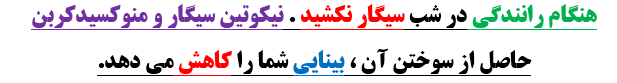 هنگام رانندگی در شب سیگار نکشید . نیکوتین سیگار و منوکسیدکربن
حاصل از سوختن آن ، بینایی شما را کاهش می دهد.